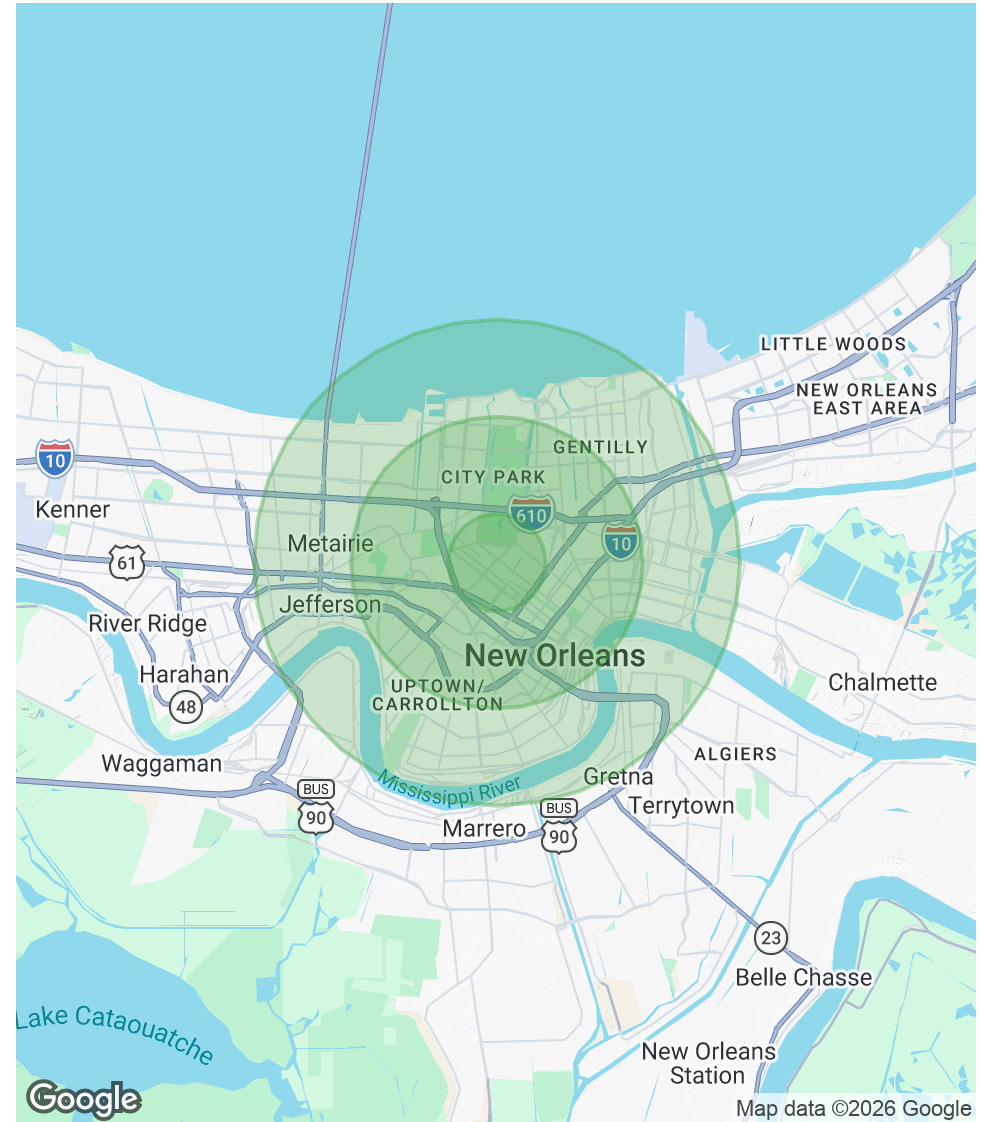 LITTLE WOODS
NEW ORLEANS
EAST AREA
GENTILLY
10
CITY PARK
610
Kenner
10
Metairie
61
Jefferson
River Ridge
New Orleans
Harahan
Chalmette
UPTOWN/
CARROLLTON
48
ALGIERS
Waggaman
Gretna
Mississippi River
BUS
90
Terrytown
BUS
90
Marrero
23
Belle Chasse
Lake Cataouatche
New Orleans
Station
Google
Map data ©2026 Google